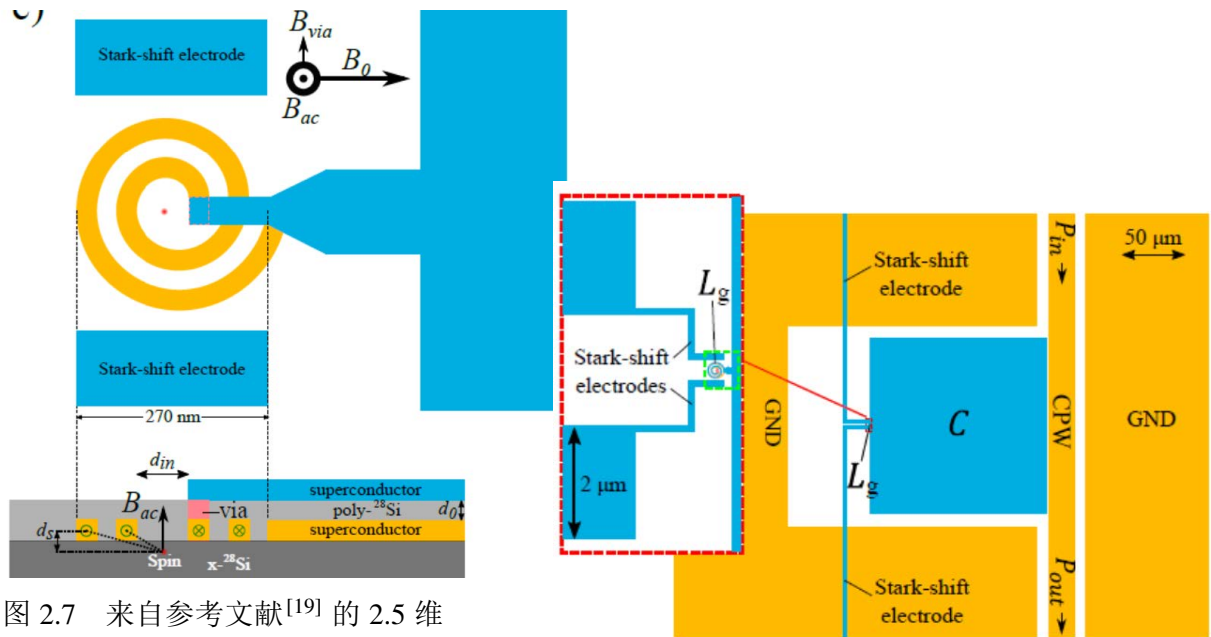 c)
Stark-shift electrode
B_via
B_0
B_ac
Stark-shift electrode
270 nm
d_in
B_ac
superconductor
via
poly-²⁸Si
d_0
d_s
superconductor
Spin
x-²⁸Si
图 2.7 来自参考文献[19] 的 2.5 维
L_g
Stark-shift
electrodes
2 μm
Stark-shift
electrode
P_in
50 μm
GND
C
CPW
GND
L_g
Stark-shift
electrode
P_out